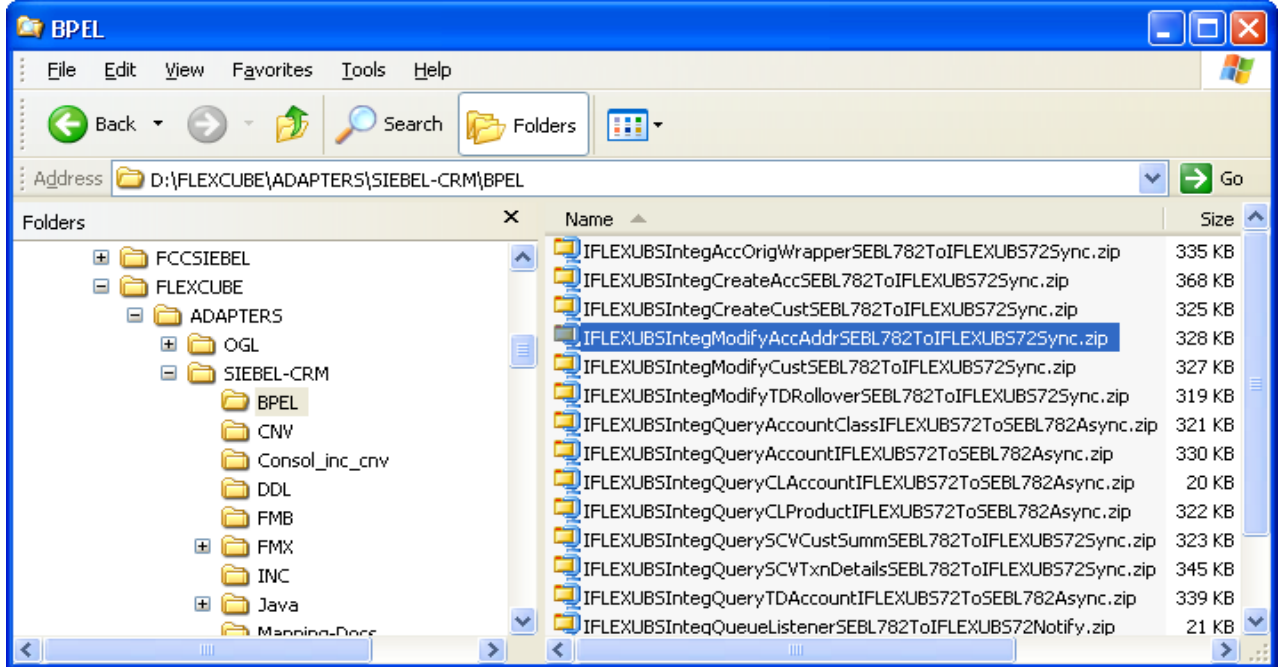 BPEL
File Edit View Favorites Tools Help
Back Search Folders
Address D:\FLEXCUBE\ADAPTERS\SIEBEL-CRM\BPEL Go
Folders
FCCSIEBEL
FLEXCUBE
ADAPTERS
OGL
SIEBEL-CRM
BPEL
CNV
Consol_inc_cnv
DDL
FMB
FMX
INC
Java
Mapping-Docs
Name Size
IFLEXUBSIntegAccOrigWrapperSEBL782ToIFLEXUBS72Sync.zip 335 KB
IFLEXUBSIntegCreateAccSEBL782ToIFLEXUBS72Sync.zip 368 KB
IFLEXUBSIntegCreateCustSEBL782ToIFLEXUBS72Sync.zip 325 KB
IFLEXUBSIntegModifyAccAddrSEBL782ToIFLEXUBS72Sync.zip 328 KB
IFLEXUBSIntegModifyCustSEBL782ToIFLEXUBS72Sync.zip 327 KB
IFLEXUBSIntegModifyTDRolloverSEBL782ToIFLEXUBS72Sync.zip 319 KB
IFLEXUBSIntegQueryAccountClassIFLEXUBS72ToSEBL782Async.zip 321 KB
IFLEXUBSIntegQueryAccountIFLEXUBS72ToSEBL782Async.zip 330 KB
IFLEXUBSIntegQueryCLAccountIFLEXUBS72ToSEBL782Async.zip 20 KB
IFLEXUBSIntegQueryCLProductIFLEXUBS72ToSEBL782Async.zip 322 KB
IFLEXUBSIntegQuerySCVCustSummSEBL782ToIFLEXUBS72Sync.zip 323 KB
IFLEXUBSIntegQuerySCVTxnDetailsSEBL782ToIFLEXUBS72Sync.zip 345 KB
IFLEXUBSIntegQueryTDAccountIFLEXUBS72ToSEBL782Async.zip 339 KB
IFLEXUBSIntegQueueListenerSEBL782ToIFLEXUBS72Notify.zip 21 KB